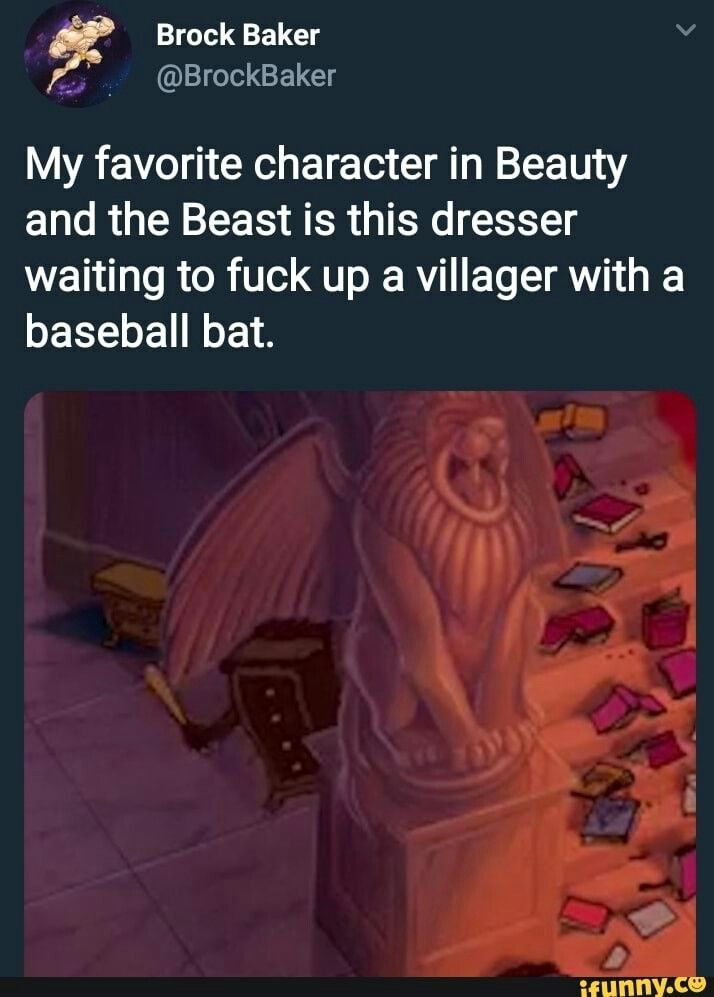 Brock Baker
@BrockBaker
My favorite character in Beauty
and the Beast is this dresser
waiting to fuck up a villager with a
baseball bat.
ifunny.co